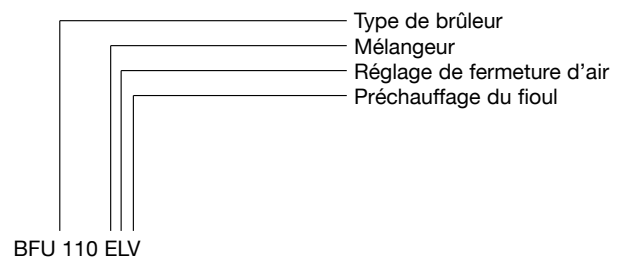 Type de brûleur
Mélangeur
Réglage de fermeture d'air
Préchauffage du fioul
BFU 110 ELV